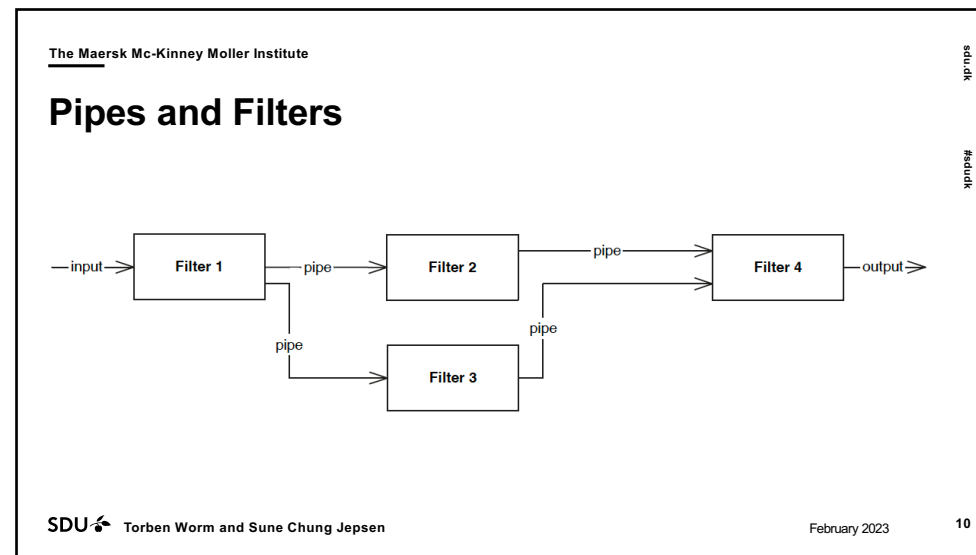 The Maersk Mc-Kinney Moller Institute
sdu.dk
Pipes and Filters
#sdudk
input
Filter 1
pipe
Filter 2
pipe
Filter 4
output
pipe
pipe
Filter 3
SDU Torben Worm and Sune Chung Jepsen
February 2023
10